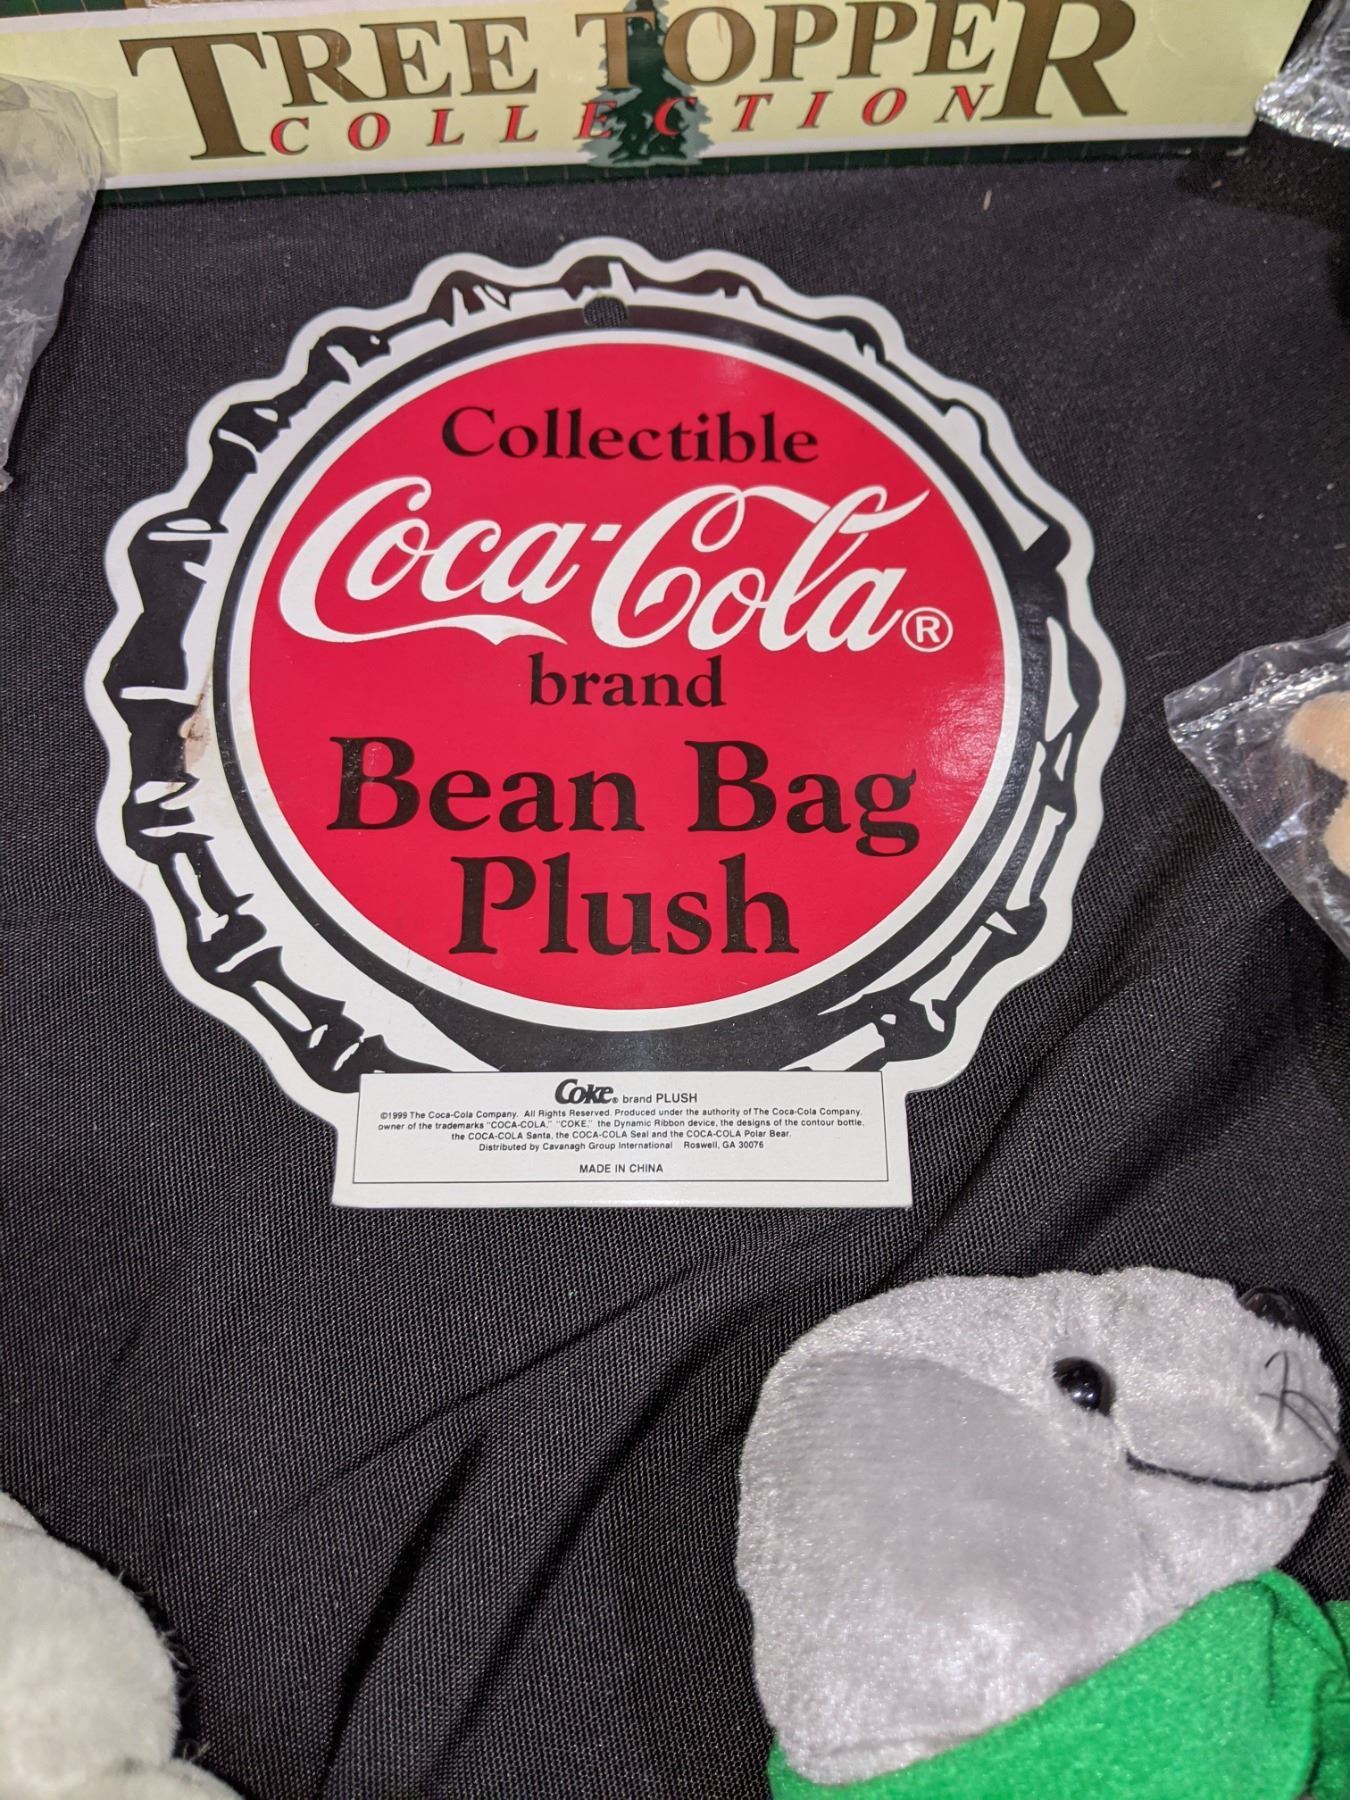 TREE TOPPER
COLLECTION
Collectible
Coca-Cola®
brand
Bean Bag
Plush
Coke® brand PLUSH
©1999 The Coca-Cola Company. All Rights Reserved. Produced under the authority of The Coca-Cola Company,
owner of the trademarks "COCA-COLA," "COKE," the Dynamic Ribbon device, the designs of the contour bottle,
the COCA-COLA Santa, the COCA-COLA Seal and the COCA-COLA Polar Bear.
Distributed by Cavanagh Group International Roswell, GA 30076
MADE IN CHINA